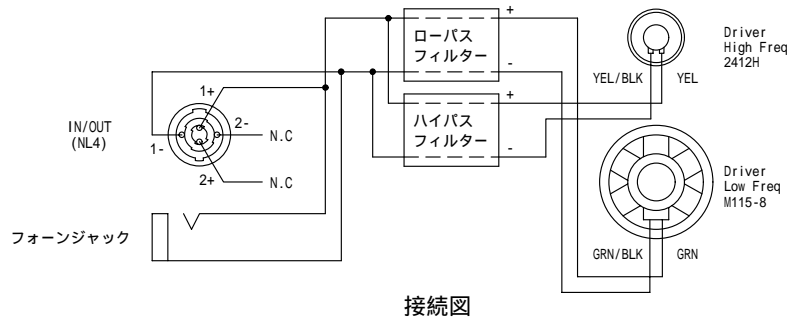 +
ローパス
フィルター
-
Driver
High Freq
2412H
YEL/BLK
YEL
1+
IN/OUT
(NL4)
1-
2-
N.C
2+
N.C
+
ハイパス
フィルター
-
Driver
Low Freq
M115-8
フォーンジャック
GRN/BLK
GRN
接続図